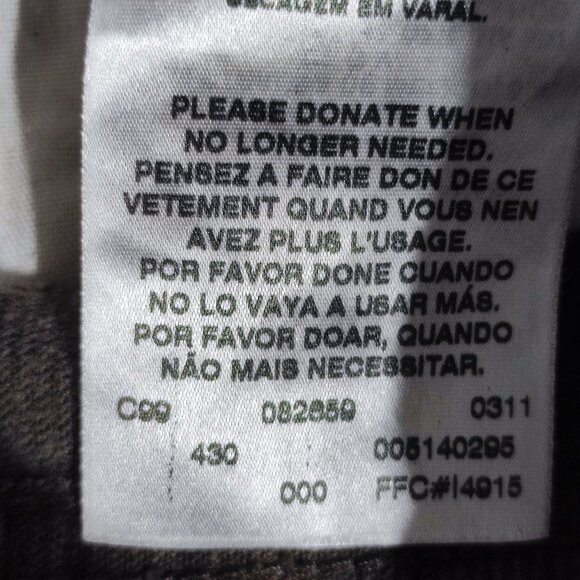 SECAGEM EM VARAL.
PLEASE DONATE WHEN
NO LONGER NEEDED.
PENSEZ A FAIRE DON DE CE
VETEMENT QUAND VOUS NEN
AVEZ PLUS L'USAGE.
POR FAVOR DONE CUANDO
NO LO VAYA A USAR MÁS.
POR FAVOR DOAR, QUANDO
NÃO MAIS NECESSITAR.
C99 082659 0311
430 005140295
000 FFC#I4915